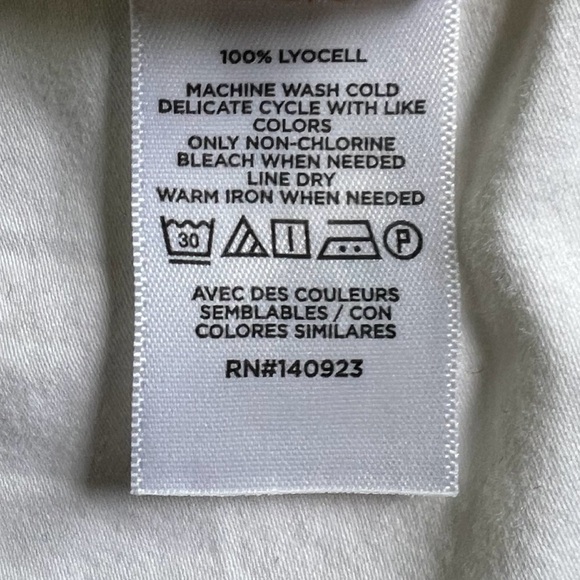 100% LYOCELL
MACHINE WASH COLD
DELICATE CYCLE WITH LIKE
COLORS
ONLY NON-CHLORINE
BLEACH WHEN NEEDED
LINE DRY
WARM IRON WHEN NEEDED
30 P
AVEC DES COULEURS
SEMBLABLES / CON
COLORES SIMILARES
RN#140923